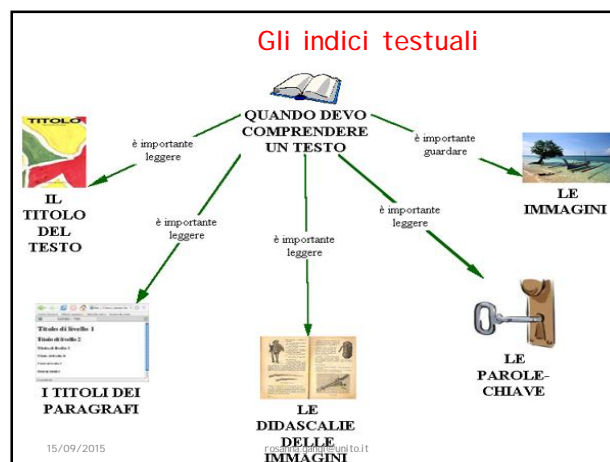 Gli indici testuali
QUANDO DEVO
COMPRENDERE
UN TESTO
TITOLO
è importante
leggere
IL
TITOLO
DEL
TESTO
è importante
leggere
Titolo di livello 1
Titolo di livello 2
I TITOLI DEI
PARAGRAFI
è importante
leggere
LE
DIDASCALIE
DELLE
IMMAGINI
è importante
leggere
LE
PAROLE-
CHIAVE
è importante
guardare
LE
IMMAGINI
15/09/2015